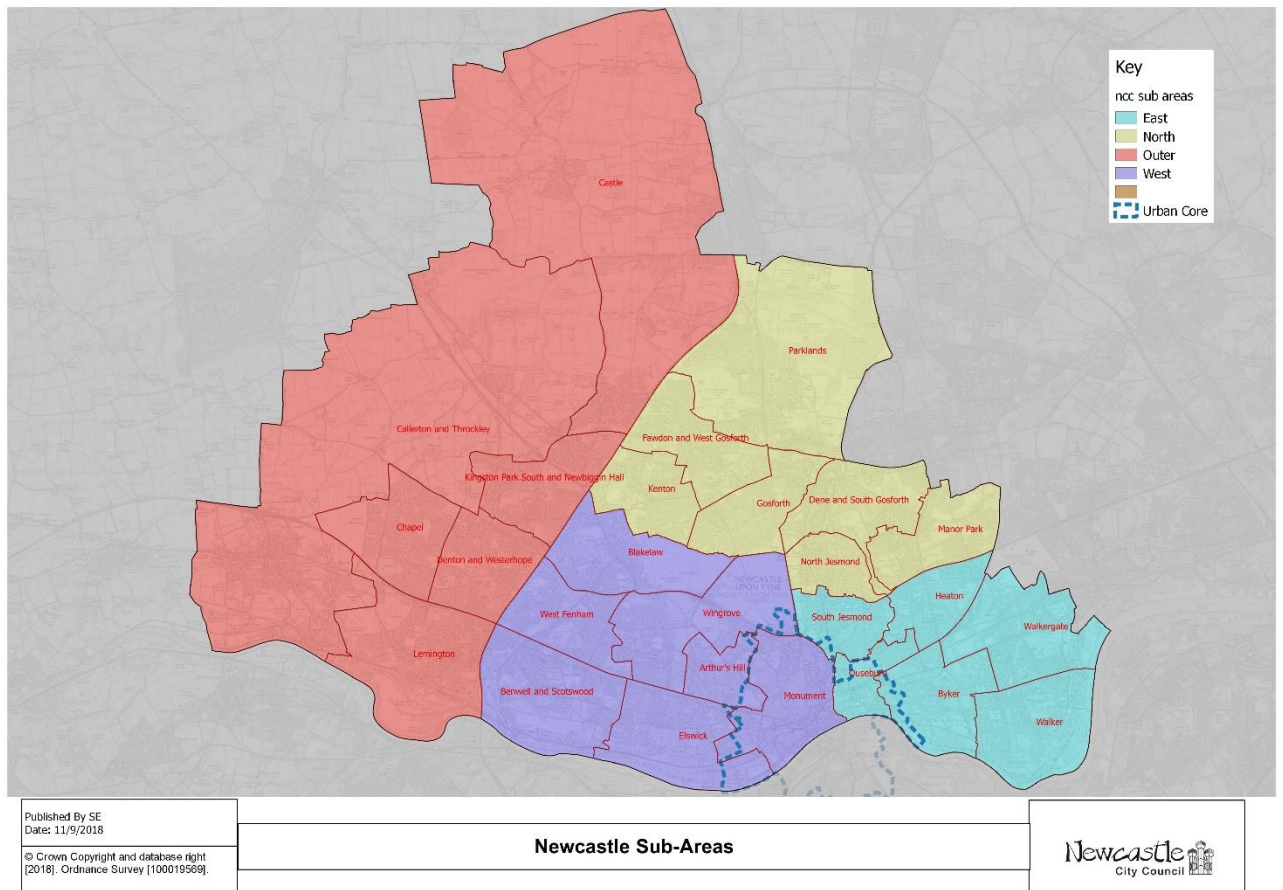 Key
ncc sub areas
East
North
Outer
West
Urban Core
Castle
Parklands
Callerton and Throckley
Fawdon and West Gosforth
Kingston Park South and Newbiggin Hall
Kenton
Gosforth
Dene and South Gosforth
Chapel
Manor Park
Denton and Westerhope
Blakelaw
North Jesmond
NEWCASTLE
UPON TYNE
Heaton
West Fenham
Wingrove
South Jesmond
Walkergate
Lemington
Arthur's Hill
Ouseburn
Benwell and Scotswood
Monument
Byker
Elswick
Walker
Published By SE
Date: 11/9/2018
© Crown Copyright and database right
[2018]. Ordnance Survey [100019569].
Newcastle Sub-Areas
Newcastle
City Council